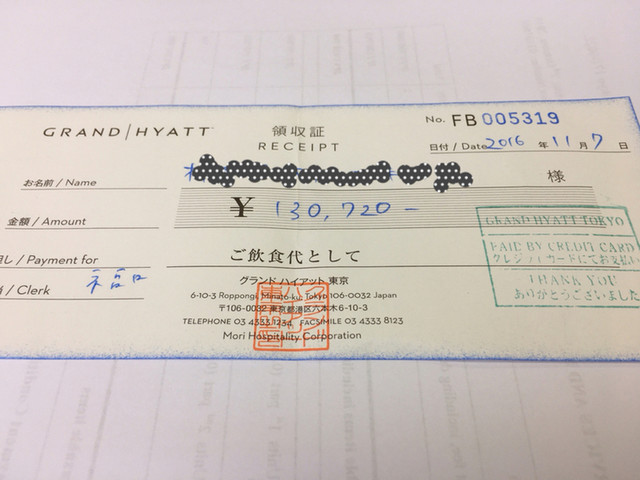 GRAND|HYATT
領収証
RECEIPT
No. FB 005319
日付 / Date 2016 年 11 月 7 日
お名前 / Name
様
金額 / Amount
¥ 130,720-
/ Payment for
ご飲食代として
/ Clerk
グランド ハイアット 東京
6-10-3 Roppongi Minato-ku, Tokyo 106-0032 Japan
〒106-0032 東京都港区六本木6-10-3
TELEPHONE 03 4333 1234 FACSIMILE 03 4333 8123
Mori Hospitality Corporation
GRAND HYATT TOKYO
PAID BY CREDIT CARD
クレジットカードにてお支払い
THANK YOU
ありがとうございました